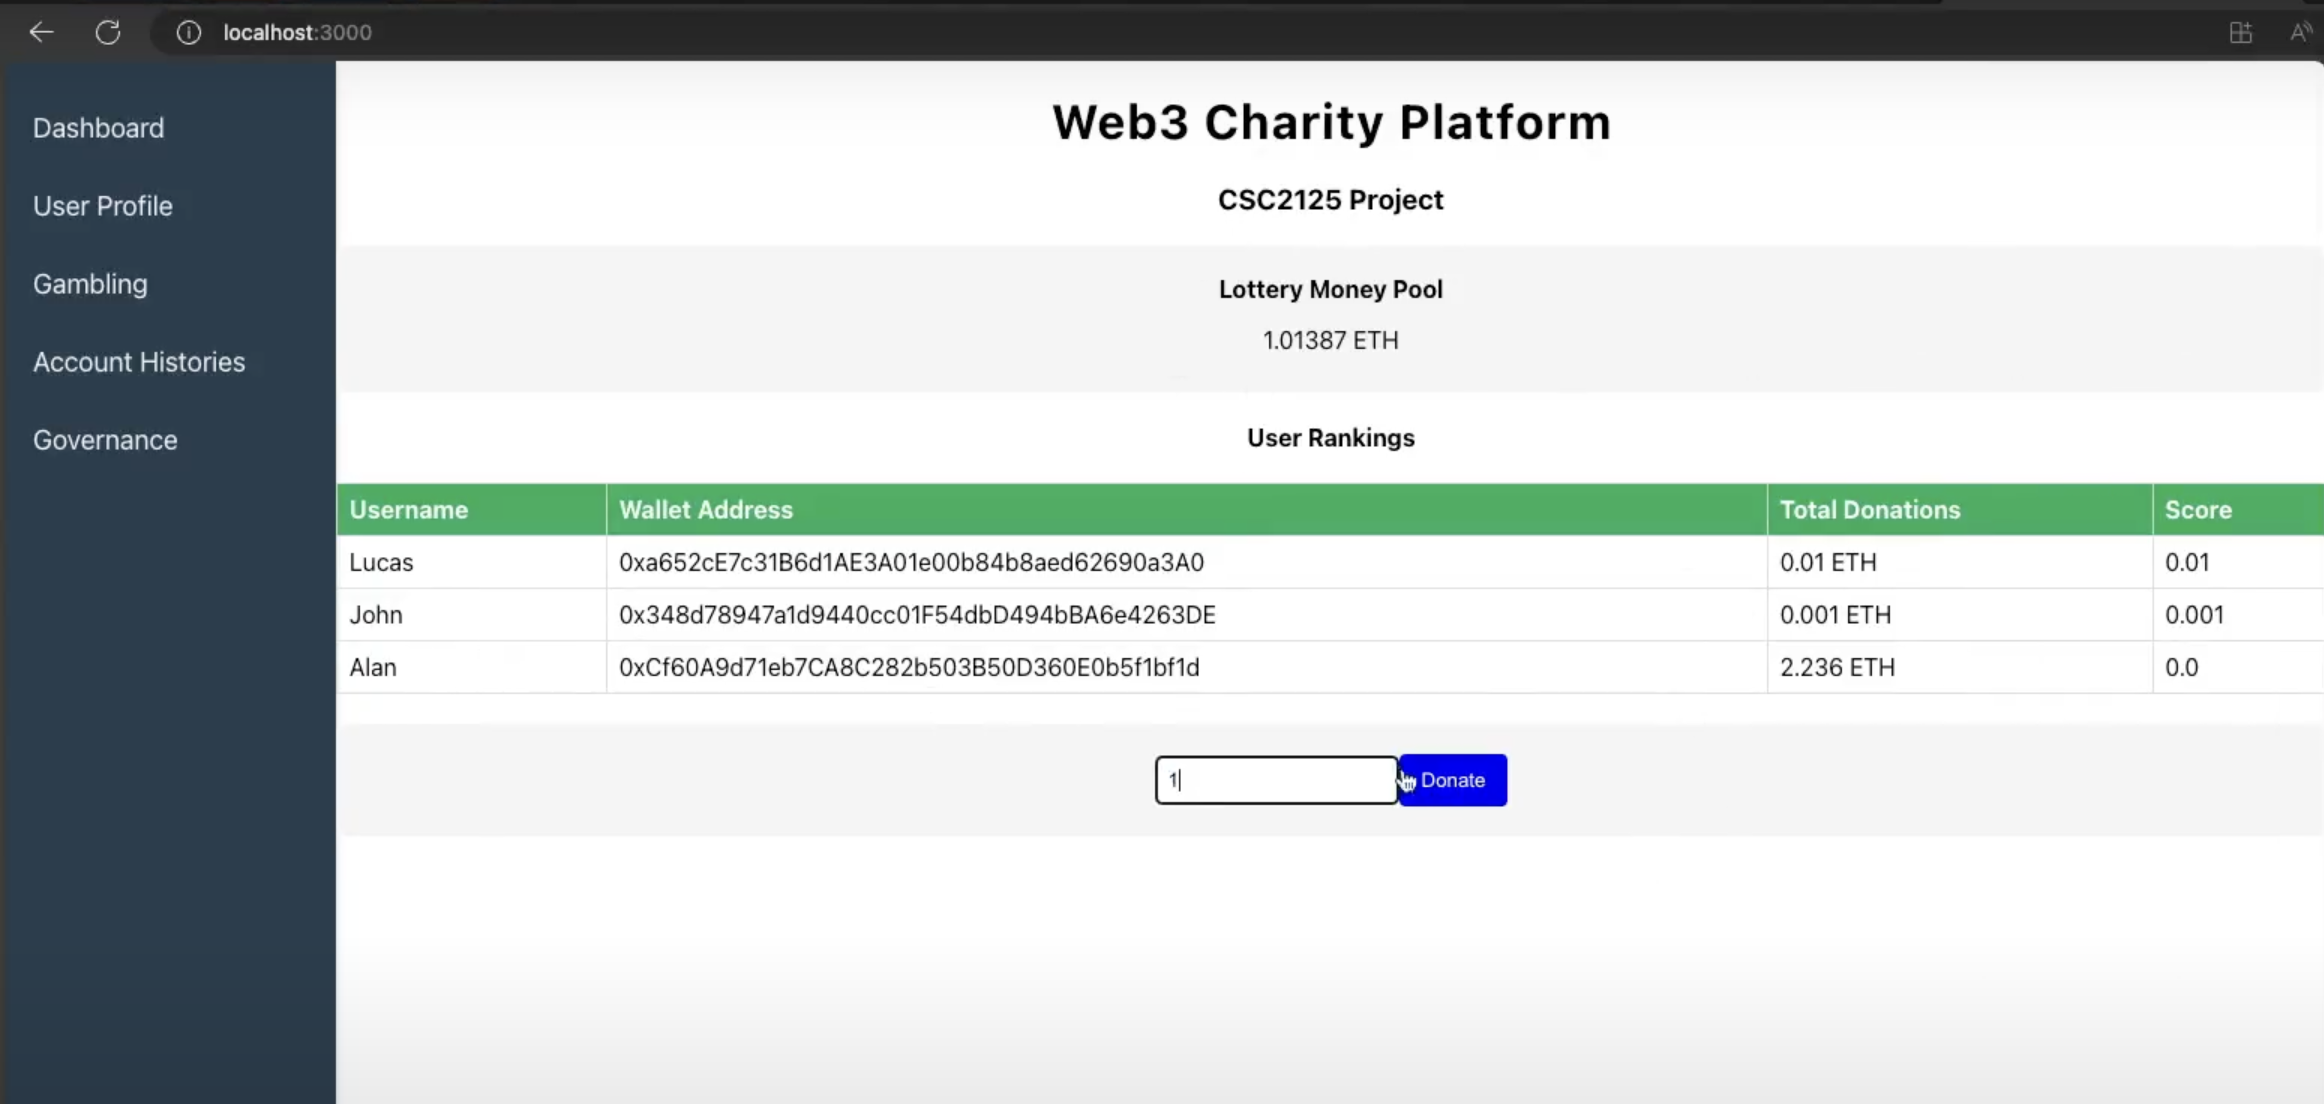 localhost:3000
Dashboard
User Profile
Gambling
Account Histories
Governance
Web3 Charity Platform
CSC2125 Project
Lottery Money Pool
1.01387 ETH
User Rankings
Username Wallet Address Total Donations Score
Lucas 0xa652cE7c31B6d1AE3A01e00b84b8aed62690a3A0 0.01 ETH 0.01
John 0x348d78947a1d9440cc01F54dbD494bBA6e4263DE 0.001 ETH 0.001
Alan 0xCf60A9d71eb7CA8C282b503B50D360E0b5f1bf1d 2.236 ETH 0.0
1 Donate